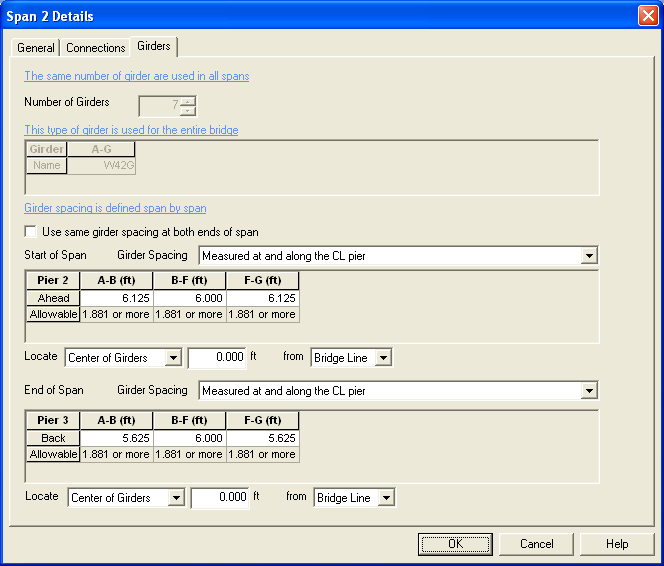 Span 2 Details
General Connections Girders
The same number of girder are used in all spans
Number of Girders 7
This type of girder is used for the entire bridge
Girder A-G
Name W42G
Girder spacing is defined span by span
Use same girder spacing at both ends of span
Start of Span Girder Spacing Measured at and along the CL pier
Pier 2 A-B (ft) B-F (ft) F-G (ft)
Ahead 6.125 6.000 6.125
Allowable 1.881 or more 1.881 or more 1.881 or more
Locate Center of Girders 0.000 ft from Bridge Line
End of Span Girder Spacing Measured at and along the CL pier
Pier 3 A-B (ft) B-F (ft) F-G (ft)
Back 5.625 6.000 5.625
Allowable 1.881 or more 1.881 or more 1.881 or more
Locate Center of Girders 0.000 ft from Bridge Line
OK Cancel Help